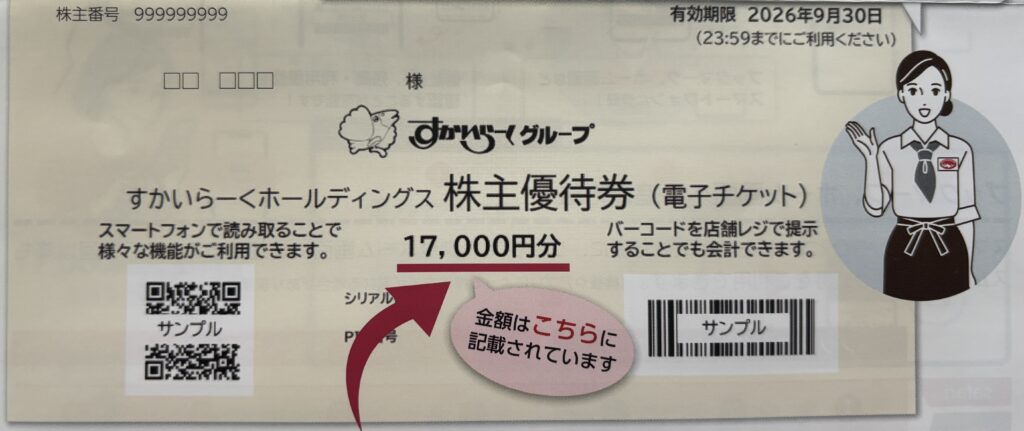 株主番号 999999999
有効期限 2026年9月30日
(23:59までにご利用ください)
□□ □□□ 様
すかいらーくグループ
すかいらーくホールディングス 株主優待券（電子チケット）
スマートフォンで読み取ることで
様々な機能がご利用できます。
17,000円分
バーコードを店舗レジで提示
することでも会計できます。
サンプル
シリアル
号
金額はこちらに
記載されています
サンプル